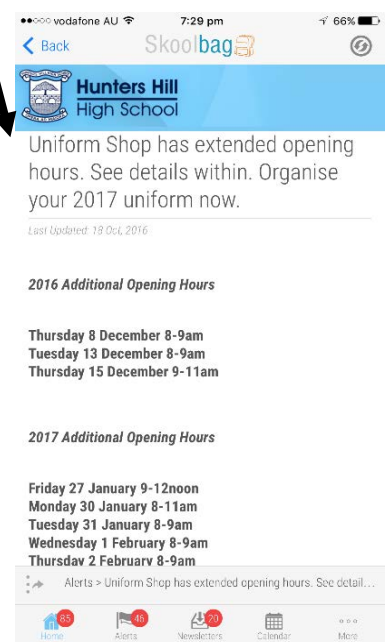 vodafone AU 7:29 pm 66%
Back Skoolbag
Hunters Hill
High School
Uniform Shop has extended opening
hours. See details within. Organise
your 2017 uniform now.
Last Updated: 18 Oct, 2016
2016 Additional Opening Hours
Thursday 8 December 8-9am
Tuesday 13 December 8-9am
Thursday 15 December 9-11am
2017 Additional Opening Hours
Friday 27 January 9-12noon
Monday 30 January 8-11am
Tuesday 31 January 8-9am
Wednesday 1 February 8-9am
Thursday 2 February 8-9am
Alerts > Uniform Shop has extended opening hours. See detail...
85 46 20
Home Alerts Newsletters Calendar More